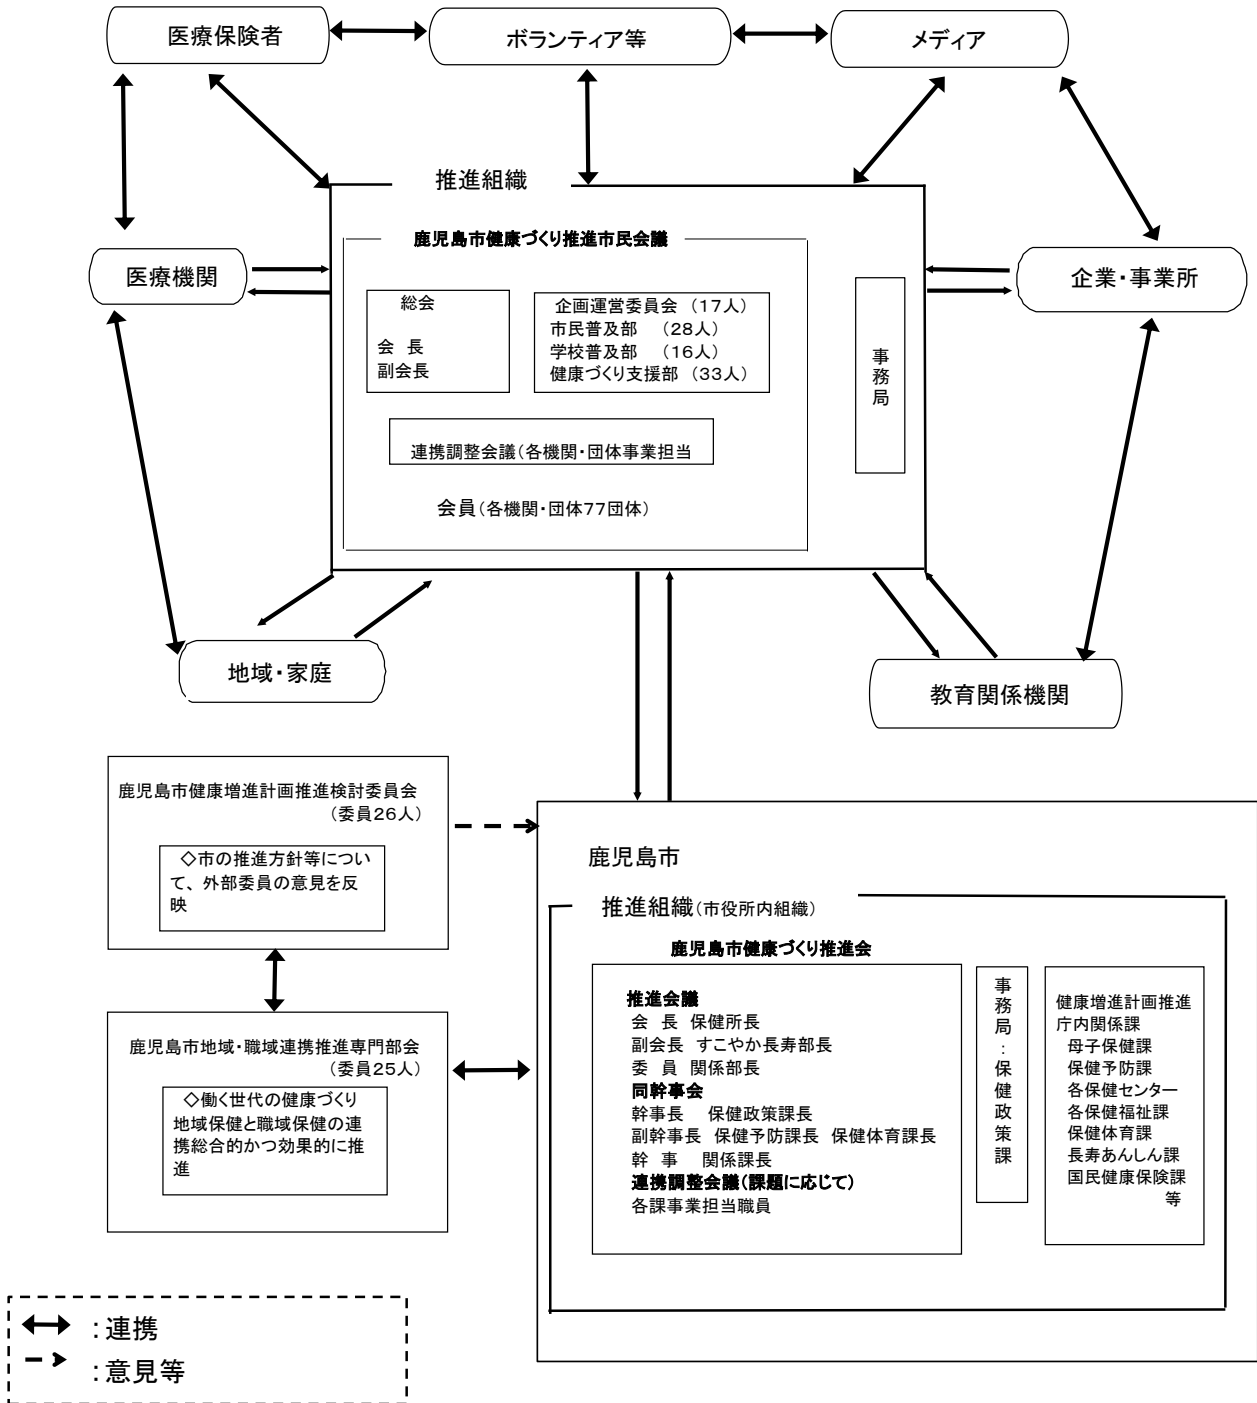 医療保険者
ボランティア等
メディア
推進組織
鹿児島市健康づくり推進市民会議
医療機関
企業・事業所
総会
会 長
副会長
企画運営委員会 (17人)
市民普及部 (28人)
学校普及部 (16人)
健康づくり支援部 (33人)
事務局
連携調整会議(各機関・団体事業担当
会員(各機関・団体77団体)
地域・家庭
教育関係機関
鹿児島市健康増進計画推進検討委員会
(委員26人)
◇市の推進方針等につい
て、外部委員の意見を反
映
鹿児島市地域・職域連携推進専門部会
(委員25人)
◇働く世代の健康づくり
地域保健と職域保健の連
携総合的かつ効果的に推
進
鹿児島市
推進組織(市役所内組織)
鹿児島市健康づくり推進会
推進会議
会 長 保健所長
副会長 すこやか長寿部長
委 員 関係部長
同幹事会
幹事長 保健政策課長
副幹事長 保健予防課長 保健体育課長
幹 事 関係課長
連携調整会議(課題に応じて)
各課事業担当職員
事務局:保健政策課
健康増進計画推進
庁内関係課
母子保健課
保健予防課
各保健センター
各保健福祉課
保健体育課
長寿あんしん課
国民健康保険課
等
:連携
:意見等